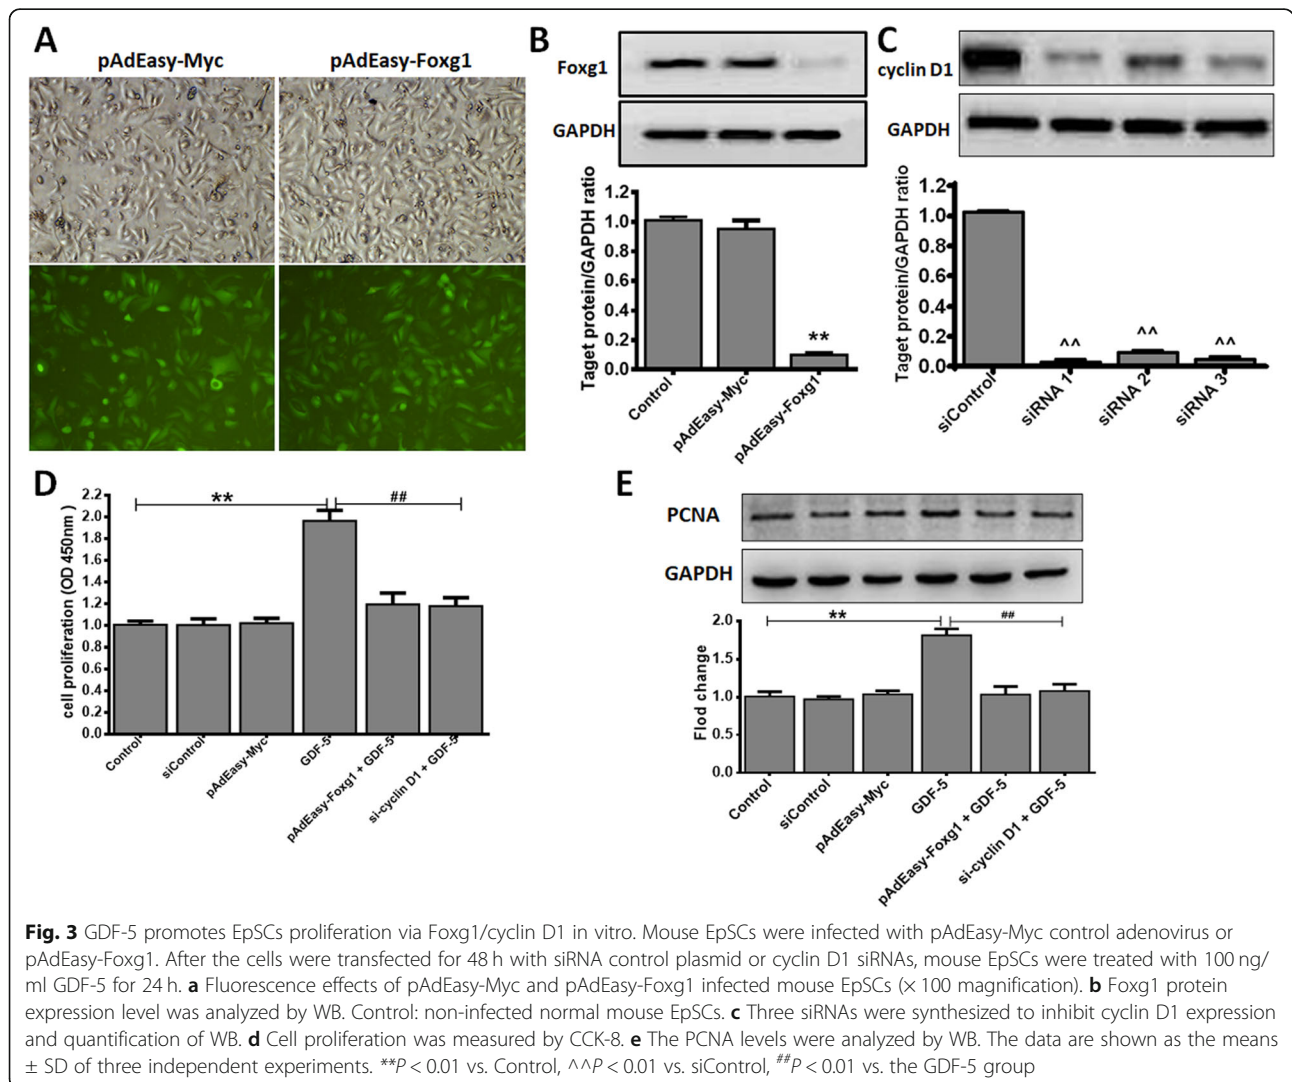 A
pAdEasy-Myc
pAdEasy-Foxg1
B
Foxg1
GAPDH
Taget protein/GAPDH ratio
1.2
1.0
0.8
0.6
0.4
0.2
0.0
**
Control
pAdEasy-Myc
pAdEasy-Foxg1
C
cyclin D1
GAPDH
Taget protein/GAPDH ratio
1.2
1.0
0.8
0.6
0.4
0.2
0.0
^^
^^
^^
siControl
siRNA 1
siRNA 2
siRNA 3
D
cell proliferation (OD 450nm )
2.2
2.0
1.8
1.6
1.4
1.2
1.0
0.8
0.6
0.4
0.2
0.0
**
##
Control
siControl
pAdEasy-Myc
GDF-5
pAdEasy-Foxg1 + GDF-5
si-cyclin D1 + GDF-5
E
PCNA
GAPDH
Flod change
2.0
1.5
1.0
0.5
0.0
**
##
Control
siControl
pAdEasy-Myc
GDF-5
pAdEasy-Foxg1 + GDF-5
si-cyclin D1 + GDF-5
Fig. 3 GDF-5 promotes EpSCs proliferation via Foxg1/cyclin D1 in vitro. Mouse EpSCs were infected with pAdEasy-Myc control adenovirus or
pAdEasy-Foxg1. After the cells were transfected for 48 h with siRNA control plasmid or cyclin D1 siRNAs, mouse EpSCs were treated with 100 ng/
ml GDF-5 for 24 h. a Fluorescence effects of pAdEasy-Myc and pAdEasy-Foxg1 infected mouse EpSCs (× 100 magnification). b Foxg1 protein
expression level was analyzed by WB. Control: non-infected normal mouse EpSCs. c Three siRNAs were synthesized to inhibit cyclin D1 expression
and quantification of WB. d Cell proliferation was measured by CCK-8. e The PCNA levels were analyzed by WB. The data are shown as the means
± SD of three independent experiments. **P < 0.01 vs. Control, ^^P < 0.01 vs. siControl, ##P < 0.01 vs. the GDF-5 group